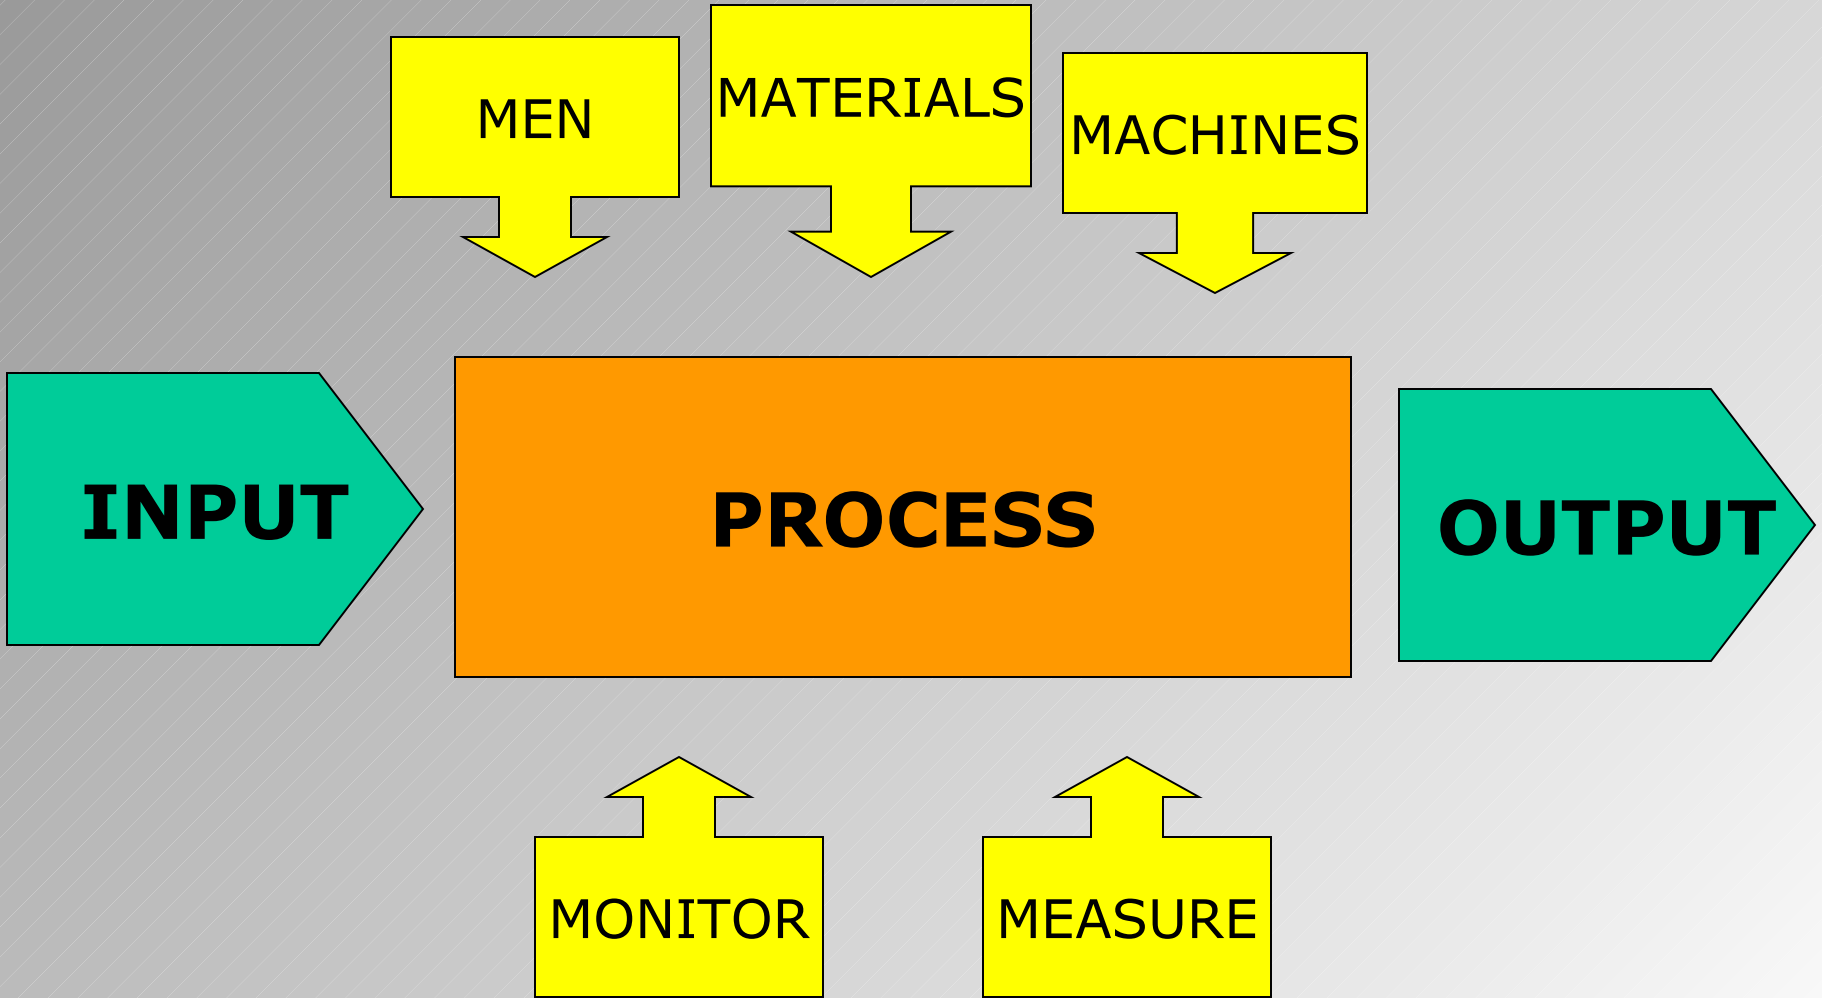 MEN
MATERIALS
MACHINES
INPUT
PROCESS
OUTPUT
MONITOR
MEASURE